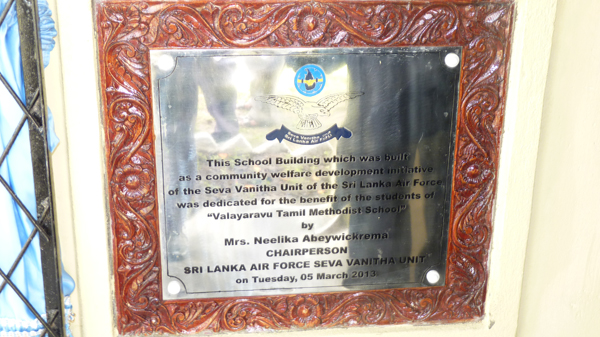 Seva Vanitha Unit
Sri Lanka Air Force
This School Building which was built
as a community welfare development initiative
of the Seva Vanitha Unit of the Sri Lanka Air Force
was dedicated for the benefit of the students of
"Valayaravu Tamil Methodist School"
by
Mrs. Neelika Abeywickrema
CHAIRPERSON
SRI LANKA AIR FORCE SEVA VANITHA UNIT
on Tuesday, 05 March 2013